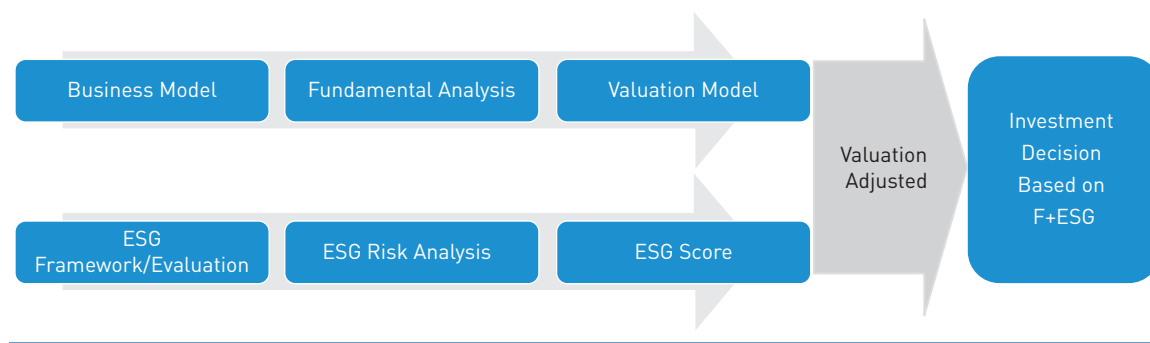 Business Model
Fundamental Analysis
Valuation Model
Valuation
Adjusted
Investment
Decision
Based on
F+ESG
ESG
Framework/Evaluation
ESG Risk Analysis
ESG Score